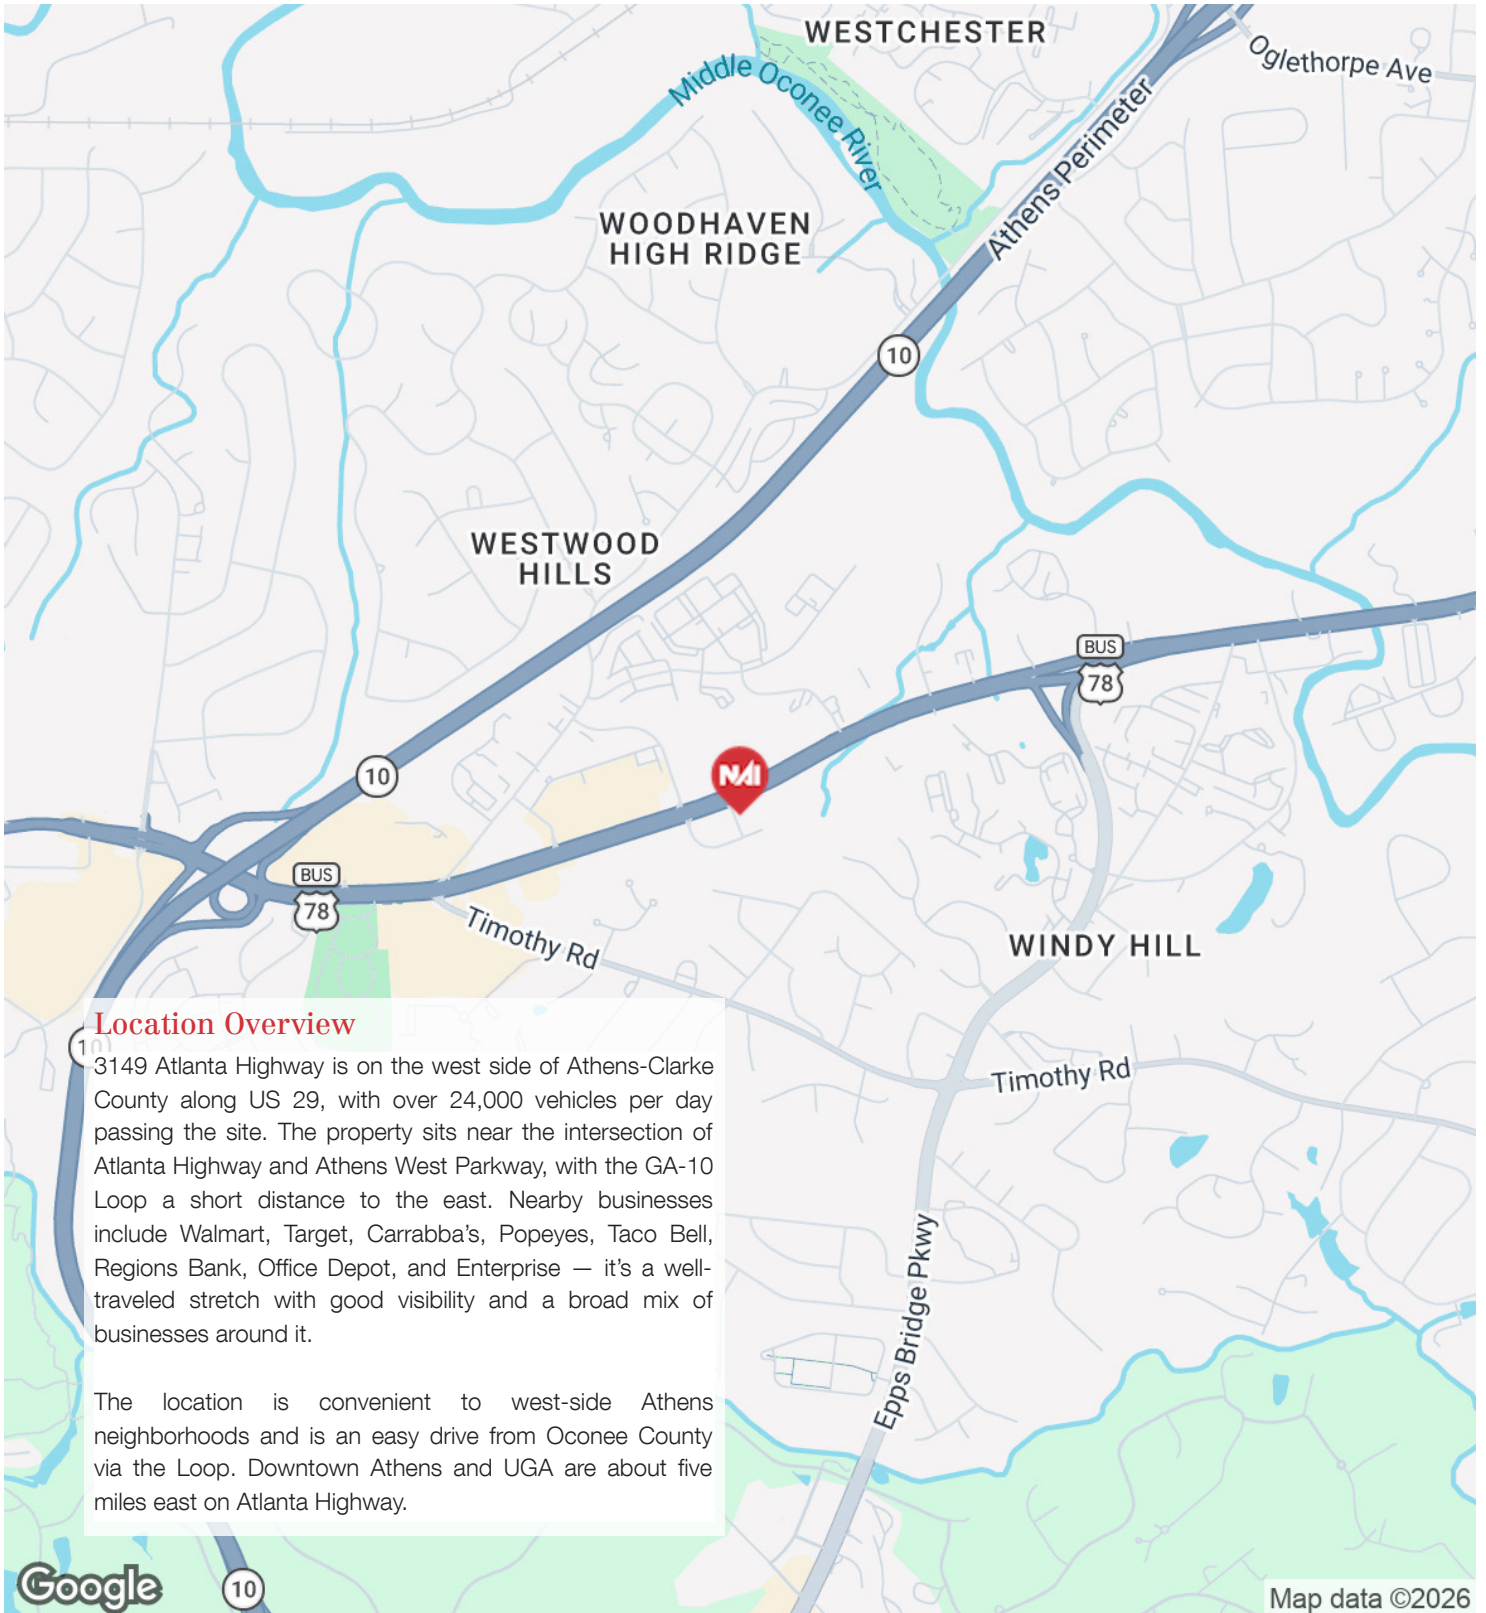 WESTCHESTER
Oglethorpe Ave
Middle Oconee River
Athens Perimeter
WOODHAVEN
HIGH RIDGE
10
WESTWOOD
HILLS
BUS
78
NAI
10
BUS
78
Timothy Rd
WINDY HILL
10
Timothy Rd
Location Overview
3149 Atlanta Highway is on the west side of Athens-Clarke
County along US 29, with over 24,000 vehicles per day
passing the site. The property sits near the intersection of
Atlanta Highway and Athens West Parkway, with the GA-10
Loop a short distance to the east. Nearby businesses
include Walmart, Target, Carrabba’s, Popeyes, Taco Bell,
Regions Bank, Office Depot, and Enterprise — it’s a well-
traveled stretch with good visibility and a broad mix of
businesses around it.
The location is convenient to west-side Athens
neighborhoods and is an easy drive from Oconee County
via the Loop. Downtown Athens and UGA are about five
miles east on Atlanta Highway.
Epps Bridge Pkwy
Google
10
Map data ©2026